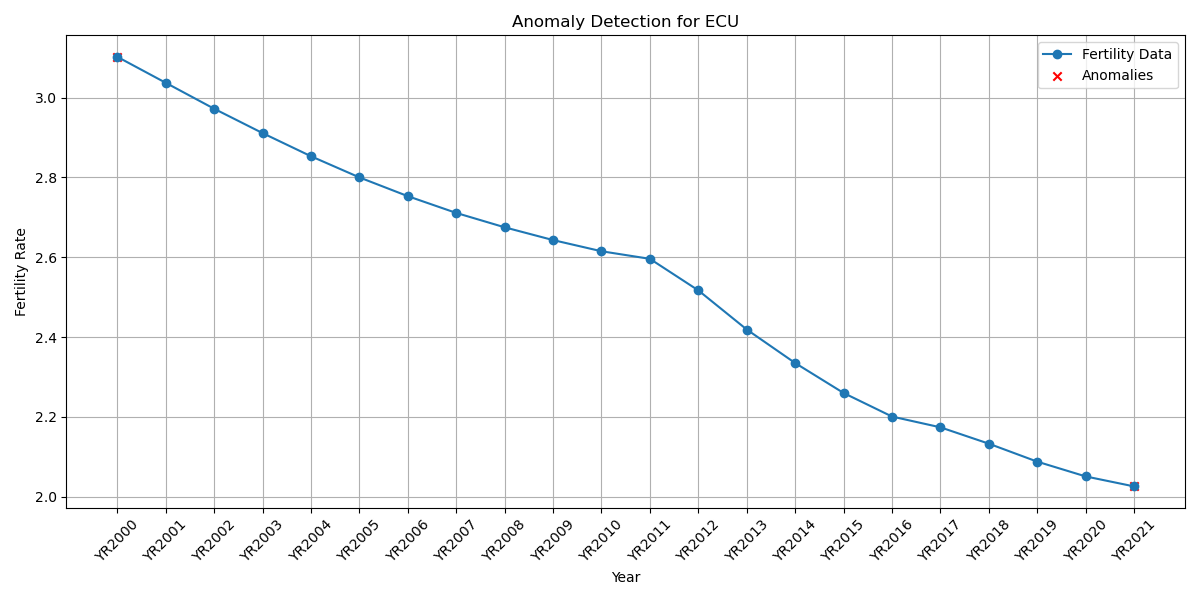 Anomaly Detection for ECU
Fertility Data
Anomalies
Fertility Rate
3.0
2.8
2.6
2.4
2.2
2.0
YR2000
YR2001
YR2002
YR2003
YR2004
YR2005
YR2006
YR2007
YR2008
YR2009
YR2010
YR2011
YR2012
YR2013
YR2014
YR2015
YR2016
YR2017
YR2018
YR2019
YR2020
YR2021
Year